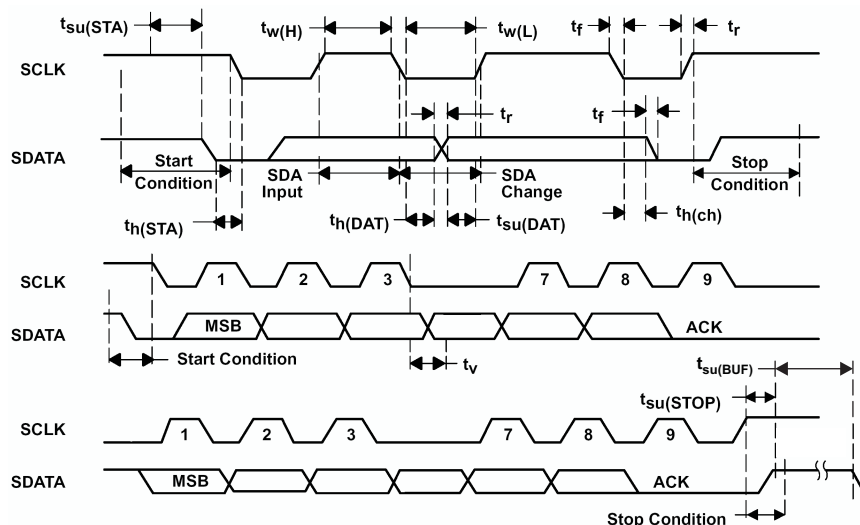 tsu(STA) tw(H) tw(L) tf tr
SCLK
tr tf
SDATA
Start Condition SDA Input SDA Change Stop Condition
th(STA) th(DAT) tsu(DAT) th(ch)
SCLK 1 2 3 7 8 9
SDATA MSB ACK
Start Condition tv
tsu(BUF)
tsu(STOP)
SCLK 1 2 3 7 8 9
SDATA MSB ACK
Stop Condition